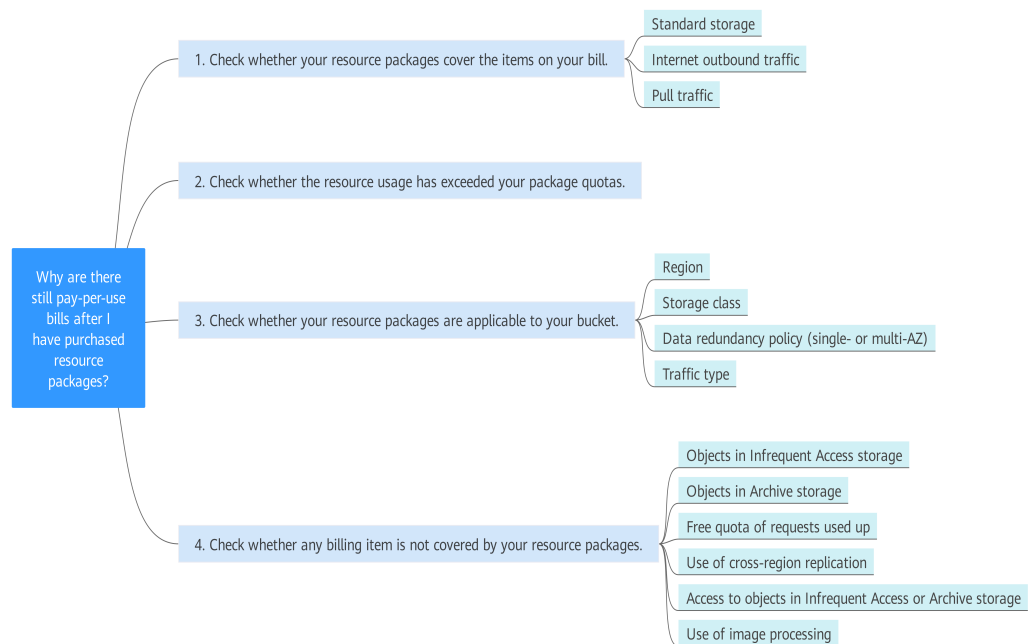 Why are there
still pay-per-use
bills after I
have purchased
resource
packages?
1. Check whether your resource packages cover the items on your bill.
Standard storage
Internet outbound traffic
Pull traffic
2. Check whether the resource usage has exceeded your package quotas.
3. Check whether your resource packages are applicable to your bucket.
Region
Storage class
Data redundancy policy (single- or multi-AZ)
Traffic type
4. Check whether any billing item is not covered by your resource packages.
Objects in Infrequent Access storage
Objects in Archive storage
Free quota of requests used up
Use of cross-region replication
Access to objects in Infrequent Access or Archive storage
Use of image processing